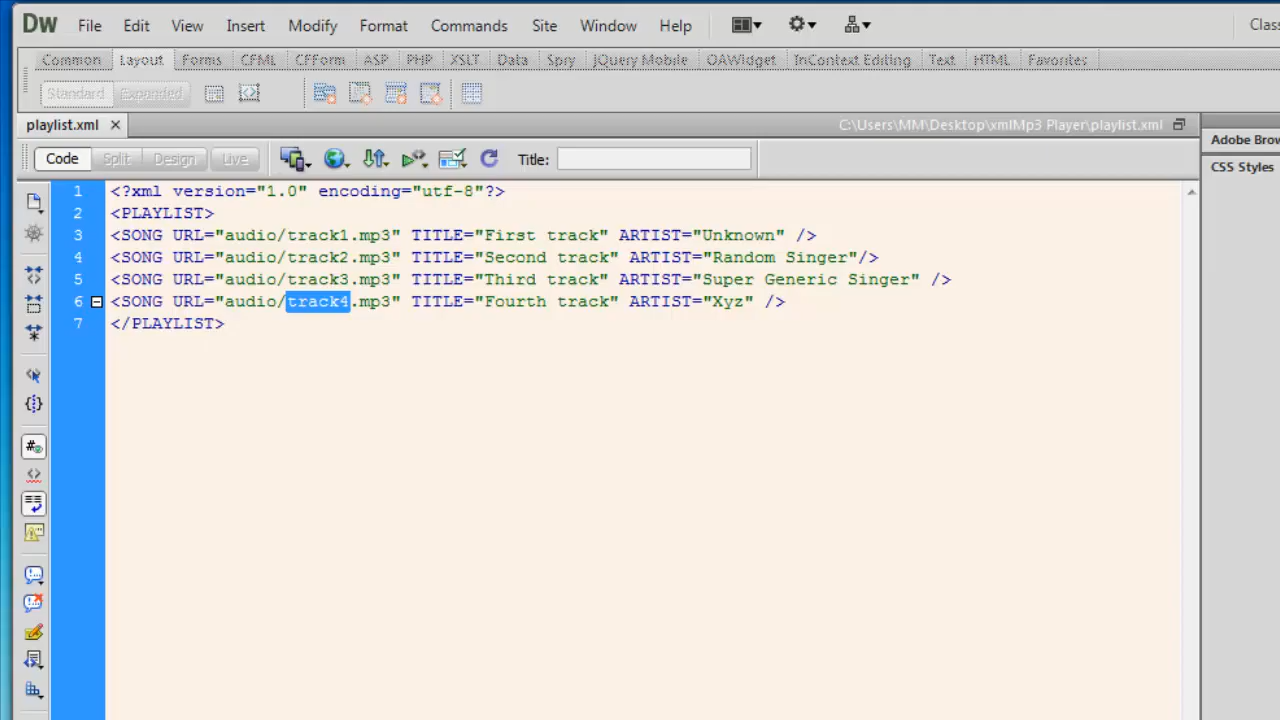 Dw File Edit View Insert Modify Format Commands Site Window Help Class
Common Layout Forms CFML CFForm ASP PHP XSLT Data Spry jQuery Mobile OAWidget InContext Editing Text HTML Favorites
Standard Expanded
playlist.xml C:\Users\MM\Desktop\xmlMp3 Player\playlist.xml
Adobe Brow
Code Split Design Live Title:
CSS Styles
1 <?xml version="1.0" encoding="utf-8"?>
2 <PLAYLIST>
3 <SONG URL="audio/track1.mp3" TITLE="First track" ARTIST="Unknown" />
4 <SONG URL="audio/track2.mp3" TITLE="Second track" ARTIST="Random Singer"/>
5 <SONG URL="audio/track3.mp3" TITLE="Third track" ARTIST="Super Generic Singer" />
6 <SONG URL="audio/track4.mp3" TITLE="Fourth track" ARTIST="Xyz" />
7 </PLAYLIST>